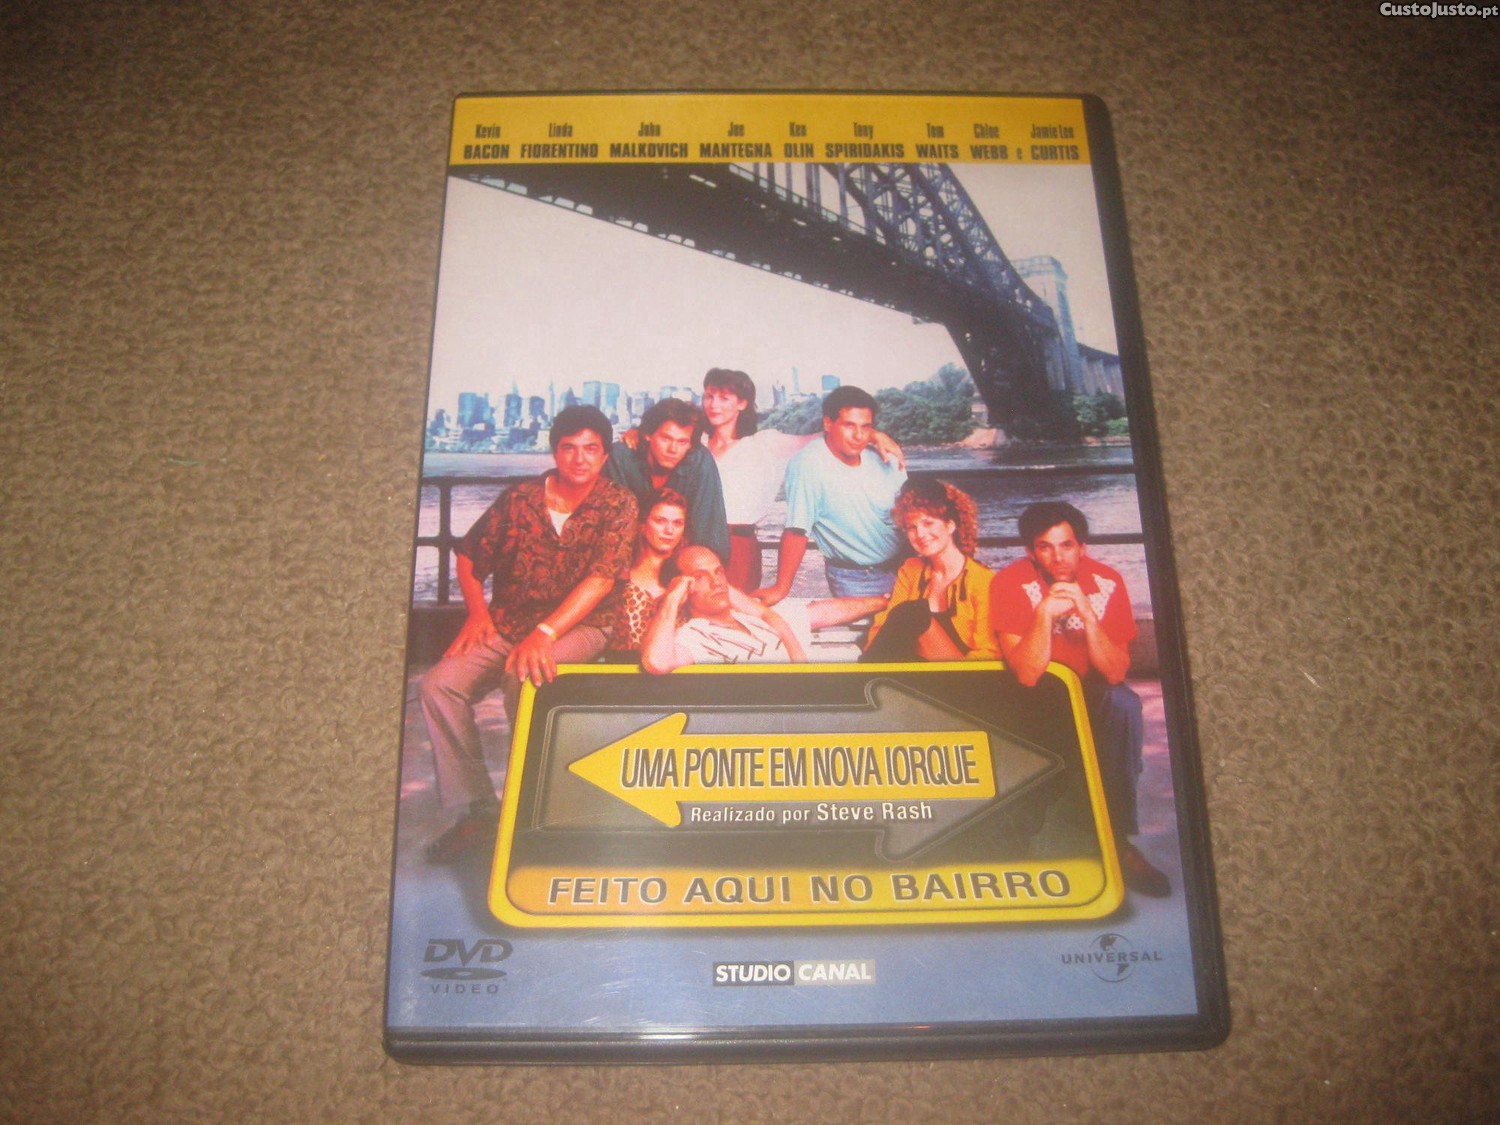 CustoJusto.pt
Kevin BACON Linda FIORENTINO John MALKOVICH Joe MANTEGNA Ken OLIN Tony SPIRIDAKIS Tom WAITS Chloe WEBB e Jamie Lee CURTIS
UMA PONTE EM NOVA IORQUE
Realizado por Steve Rash
FEITO AQUI NO BAIRRO
DVD
VIDEO
STUDIO CANAL
UNIVERSAL